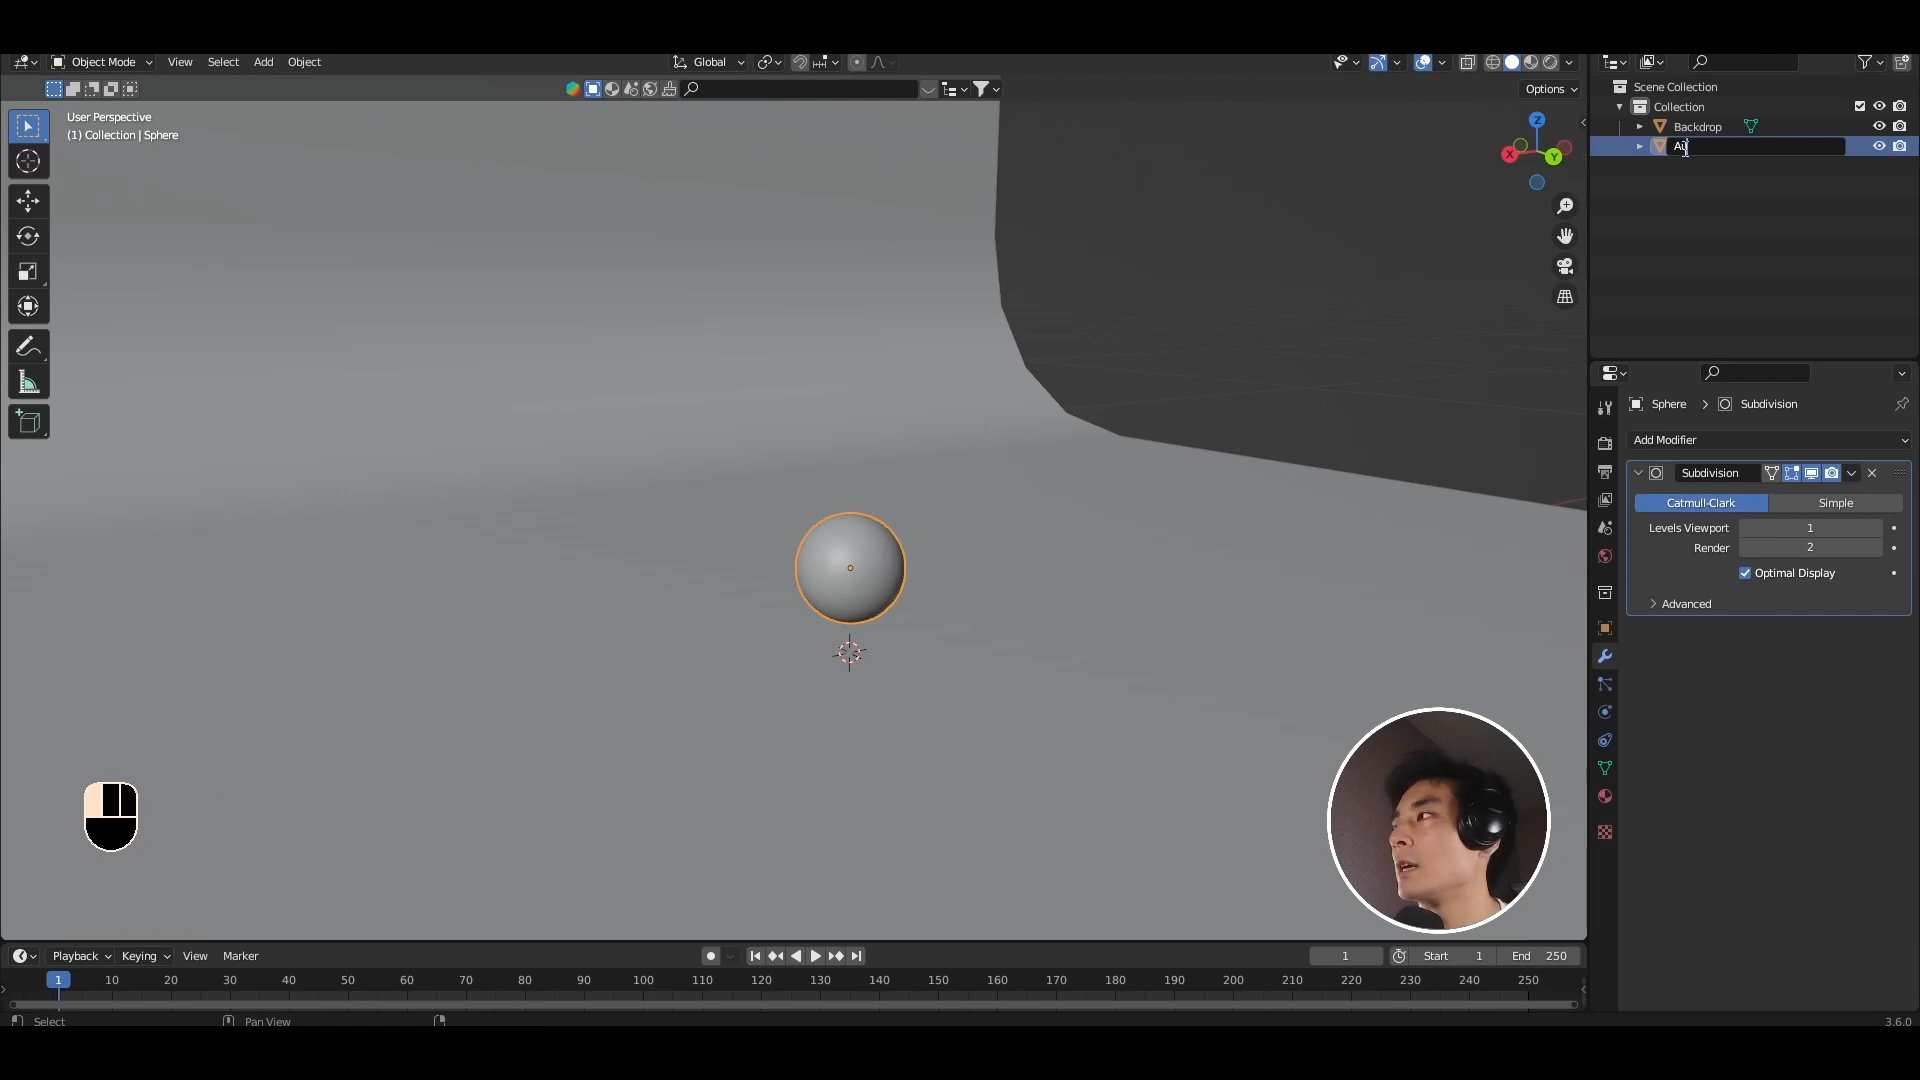 Object Mode
View
Select
Add
Object
Global
Options
User Perspective
(1) Collection | Sphere
Z
X
Y
Scene Collection
Collection
Backdrop
Au
Sphere
Subdivision
Add Modifier
Subdivision
Catmull-Clark
Simple
Levels Viewport
1
Render
2
Optimal Display
Advanced
Playback
Keying
View
Marker
1
Start 1
End 250
1 10 20 30 40 50 60 70 80 90 100 110 120 130 140 150 160 170 180 190 200 210 220 230 240 250
Select
Pan View
3.6.0